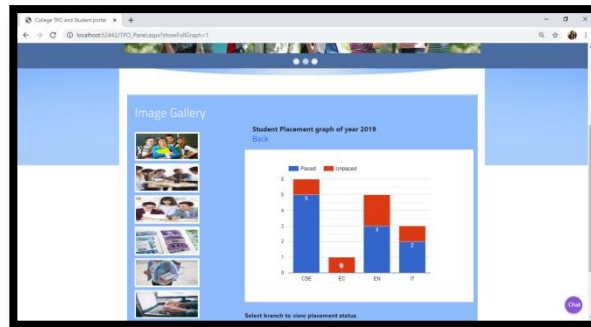 College TPO and Student portal
localhost:52442/TPO_Panel.aspx?showFullGraph=1
Image Gallery
Student Placement graph of year 2019
Back
Placed Unplaced
6
5
4
3
2
1
0
5
0
3
2
CSE EC EN IT
Select branch to view placement status
Chat